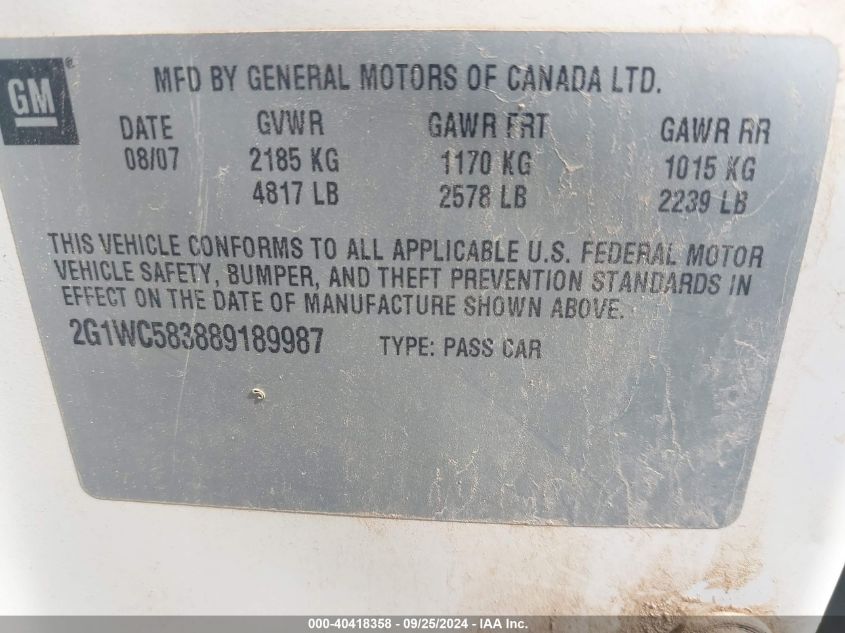 GM®
MFD BY GENERAL MOTORS OF CANADA LTD.
DATE GVWR GAWR FRT GAWR RR
08/07 2185 KG 1170 KG 1015 KG
4817 LB 2578 LB 2239 LB
THIS VEHICLE CONFORMS TO ALL APPLICABLE U.S. FEDERAL MOTOR
VEHICLE SAFETY, BUMPER, AND THEFT PREVENTION STANDARDS IN
EFFECT ON THE DATE OF MANUFACTURE SHOWN ABOVE.
2G1WC583889189987 TYPE: PASS CAR
000-40418358 - 09/25/2024 - IAA Inc.